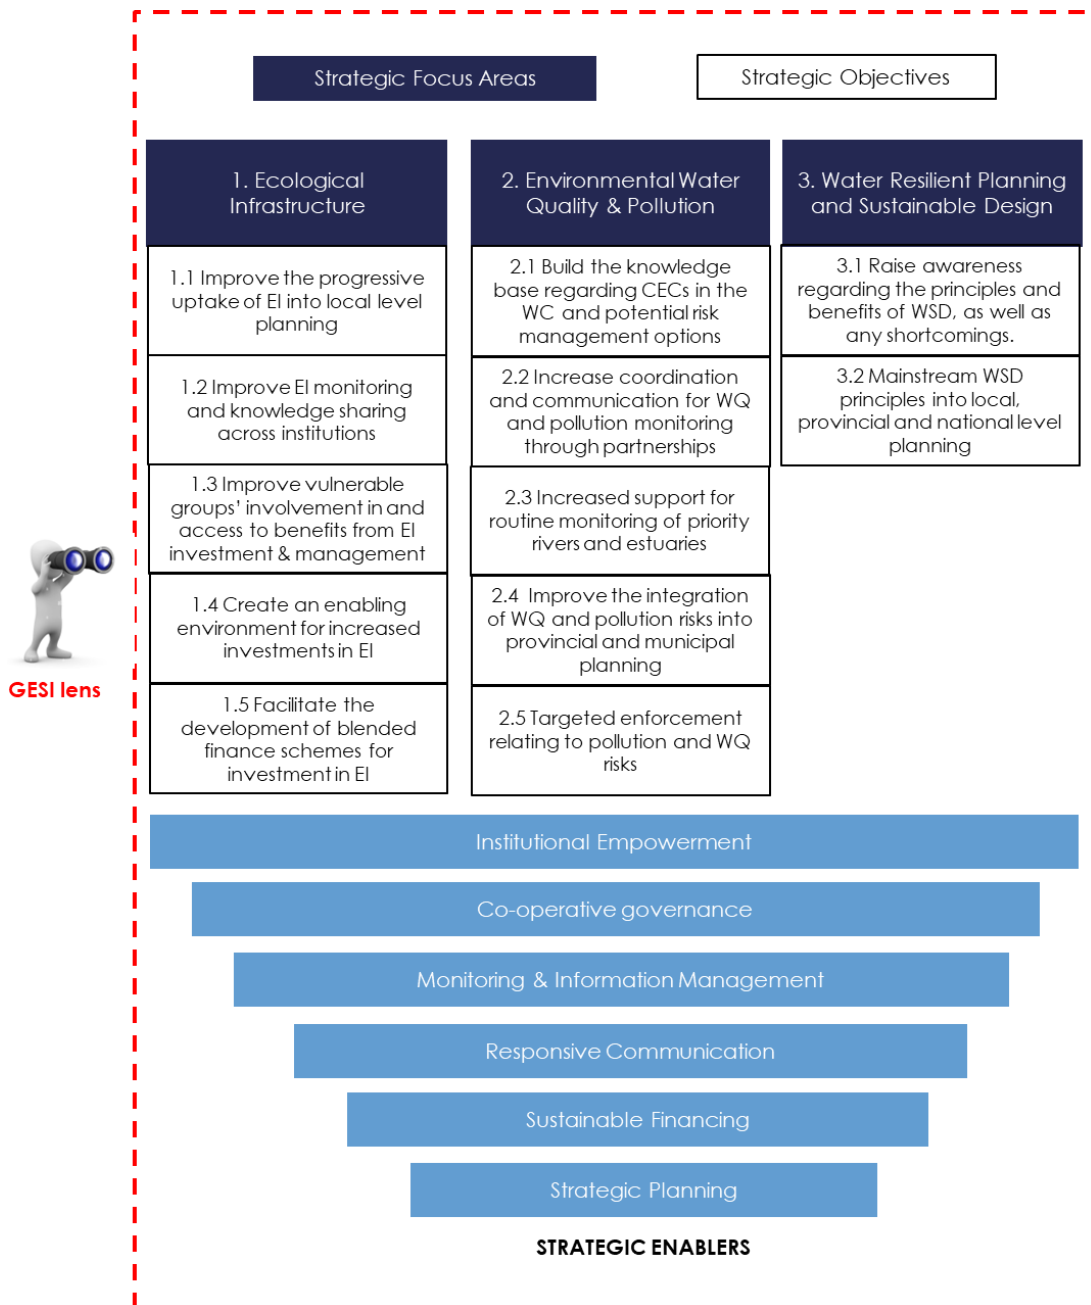 Strategic Focus Areas
Strategic Objectives
1. Ecological
Infrastructure
1.1 Improve the progressive
uptake of EI into local level
planning
1.2 Improve EI monitoring
and knowledge sharing
across institutions
1.3 Improve vulnerable
groups’ involvement in and
access to benefits from EI
investment & management
1.4 Create an enabling
environment for increased
investments in EI
1.5 Facilitate the
development of blended
finance schemes for
investment in EI
2. Environmental Water
Quality & Pollution
2.1 Build the knowledge
base regarding CECs in the
WC and potential risk
management options
2.2 Increase coordination
and communication for WQ
and pollution monitoring
through partnerships
2.3 Increased support for
routine monitoring of priority
rivers and estuaries
2.4 Improve the integration
of WQ and pollution risks into
provincial and municipal
planning
2.5 Targeted enforcement
relating to pollution and WQ
risks
3. Water Resilient Planning
and Sustainable Design
3.1 Raise awareness
regarding the principles and
benefits of WSD, as well as
any shortcomings.
3.2 Mainstream WSD
principles into local,
provincial and national level
planning
GESI lens
Institutional Empowerment
Co-operative governance
Monitoring & Information Management
Responsive Communication
Sustainable Financing
Strategic Planning
STRATEGIC ENABLERS